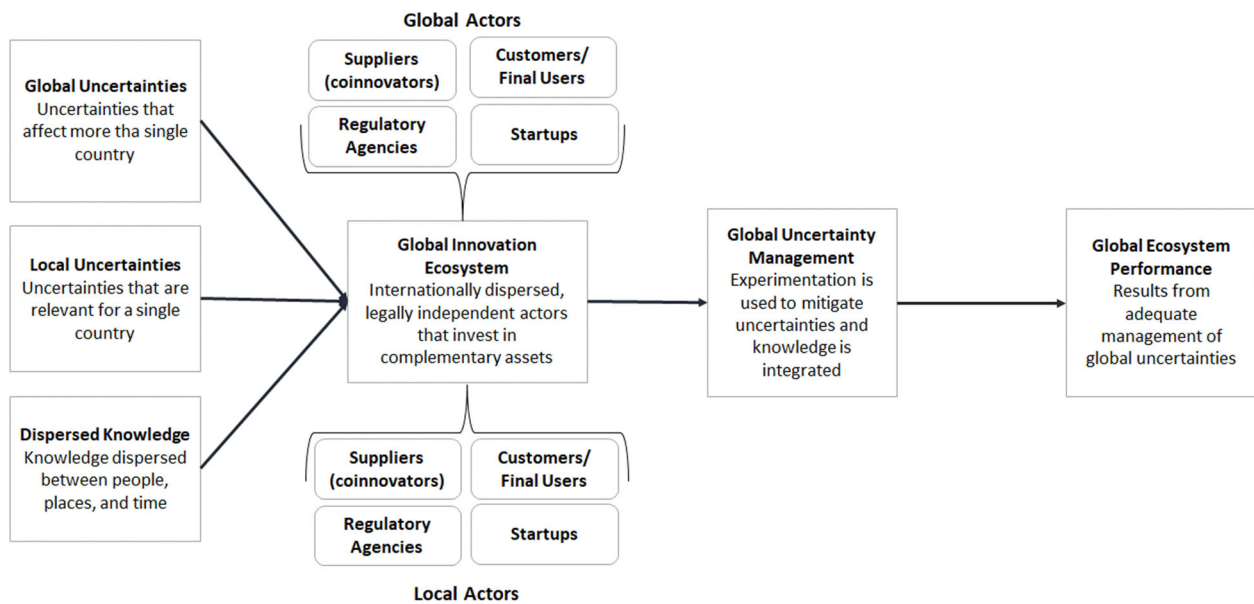 Global Actors
Suppliers
(coinnovators)
Customers/
Final Users
Regulatory
Agencies
Startups
Global Uncertainties
Uncertainties that
affect more tha single
country
Local Uncertainties
Uncertainties that are
relevant for a single
country
Dispersed Knowledge
Knowledge dispersed
between people,
places, and time
Global Innovation
Ecosystem
Internationally dispersed,
legally independent actors
that invest in
complementary assets
Global Uncertainty
Management
Experimentation is
used to mitigate
uncertainties and
knowledge is
integrated
Global Ecosystem
Performance
Results from
adequate
management of
global uncertainties
Suppliers
(coinnovators)
Customers/
Final Users
Regulatory
Agencies
Startups
Local Actors